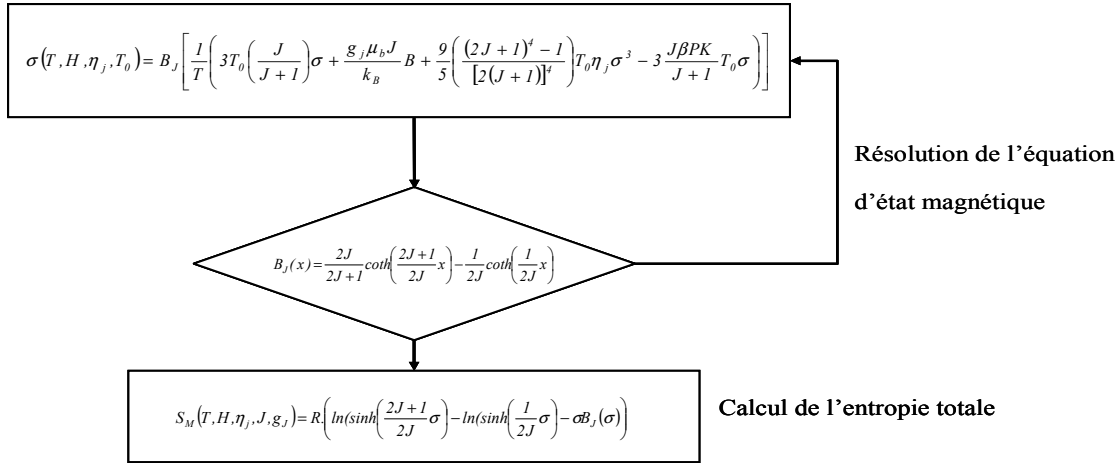 σ(T,H,η_j,T_0) = B_J[1/T(3T_0(J/(J+1))σ + (g_j μ_b J/k_B)B + 9/5(((2J+1)^4 − 1)/[2(J+1)]^4)T_0 η_j σ^3 − 3(JβPK/(J+1))T_0 σ)]
Résolution de l’équation
d’état magnétique
B_J(x) = 2J/(2J+1) coth((2J+1)/(2J) x) − 1/(2J) coth(1/(2J) x)
S_M(T,H,η_j,J,g_J) = R.(ln(sinh((2J+1)/(2J) σ) − ln(sinh(1/(2J) σ) − σB_J(σ))
Calcul de l’entropie totale